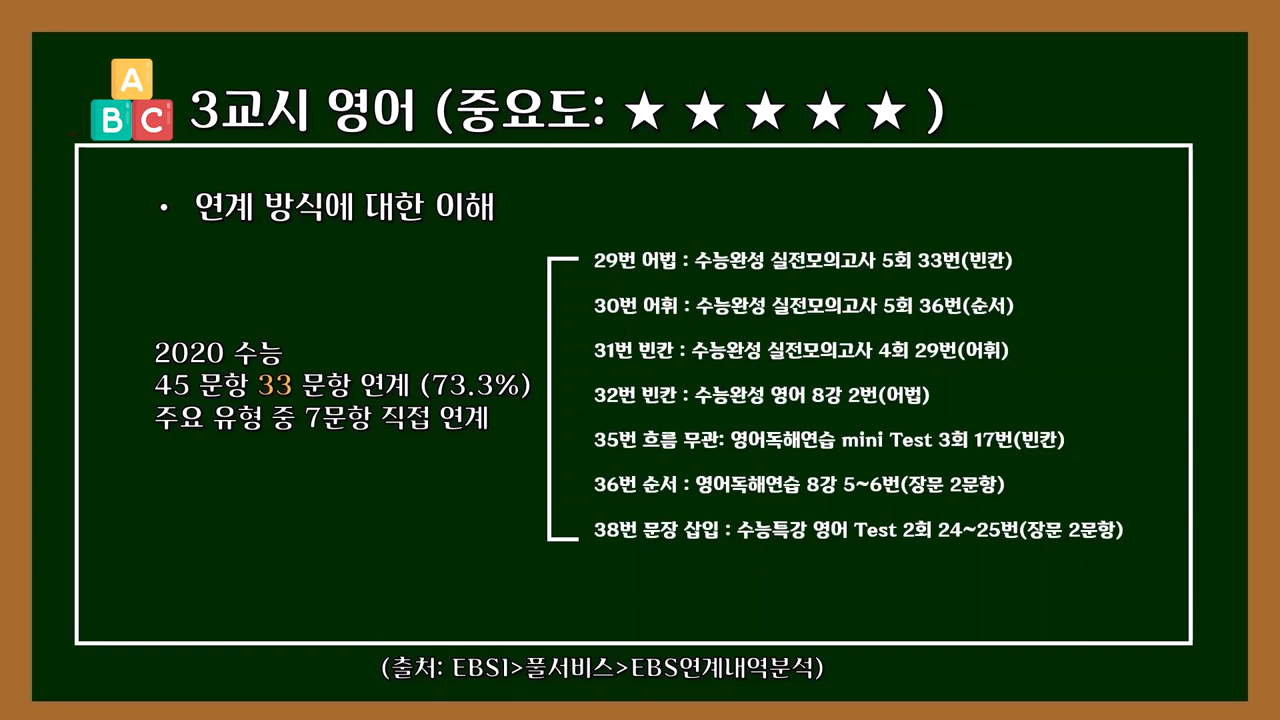 A
B C
3교시 영어 (중요도: ★ ★ ★ ★ ★ )
• 연계 방식에 대한 이해
2020 수능
45 문항 33 문항 연계 (73.3%)
주요 유형 중 7문항 직접 연계
29번 어법 : 수능완성 실전모의고사 5회 33번(빈칸)
30번 어휘 : 수능완성 실전모의고사 5회 36번(순서)
31번 빈칸 : 수능완성 실전모의고사 4회 29번(어휘)
32번 빈칸 : 수능완성 영어 8강 2번(어법)
35번 흐름 무관: 영어독해연습 mini Test 3회 17번(빈칸)
36번 순서 : 영어독해연습 8강 5~6번(장문 2문항)
38번 문장 삽입 : 수능특강 영어 Test 2회 24~25번(장문 2문항)
(출처: EBSI>풀서비스>EBS연계내역분석)